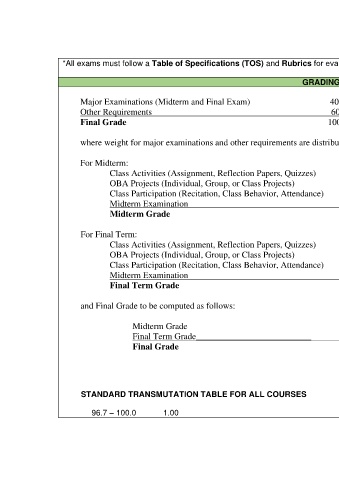 *All exams must follow a Table of Specifications (TOS) and Rubrics for eva
GRADING
Major Examinations (Midterm and Final Exam) 40
Other Requirements 60
Final Grade 100
where weight for major examinations and other requirements are distribu
For Midterm:
Class Activities (Assignment, Reflection Papers, Quizzes)
OBA Projects (Individual, Group, or Class Projects)
Class Participation (Recitation, Class Behavior, Attendance)
Midterm Examination
Midterm Grade
For Final Term:
Class Activities (Assignment, Reflection Papers, Quizzes)
OBA Projects (Individual, Group, or Class Projects)
Class Participation (Recitation, Class Behavior, Attendance)
Midterm Examination
Final Term Grade
and Final Grade to be computed as follows:
Midterm Grade
Final Term Grade
Final Grade
STANDARD TRANSMUTATION TABLE FOR ALL COURSES
96.7 – 100.0 1.00